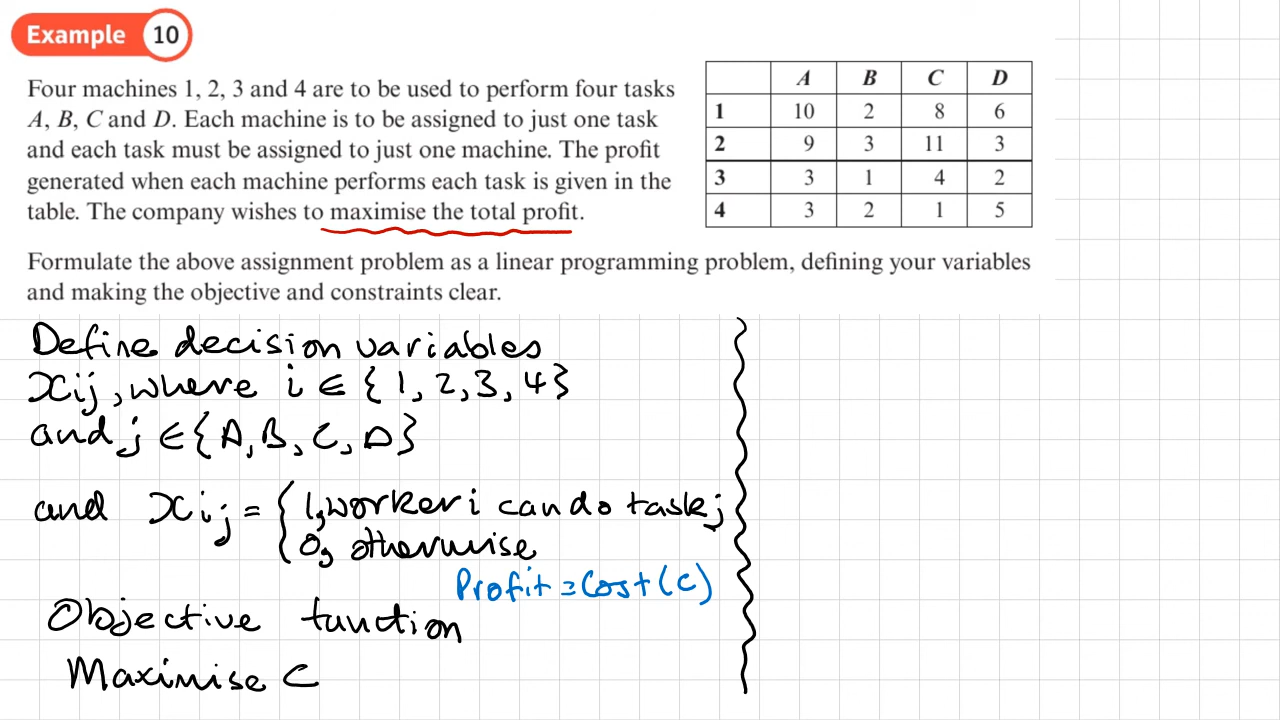 Example 10
Four machines 1, 2, 3 and 4 are to be used to perform four tasks
A, B, C and D. Each machine is to be assigned to just one task
and each task must be assigned to just one machine. The profit
generated when each machine performs each task is given in the
table. The company wishes to maximise the total profit.
A B C D
1 10 2 8 6
2 9 3 11 3
3 3 1 4 2
4 3 2 1 5
Formulate the above assignment problem as a linear programming problem, defining your variables
and making the objective and constraints clear.
Define decision variables
xij, where i ∈ {1, 2, 3, 4}
and j ∈ {A, B, C, D}
and xij = {1, worker i can do task j
0, otherwise
Profit = Cost (C)
Objective function
Maximise C